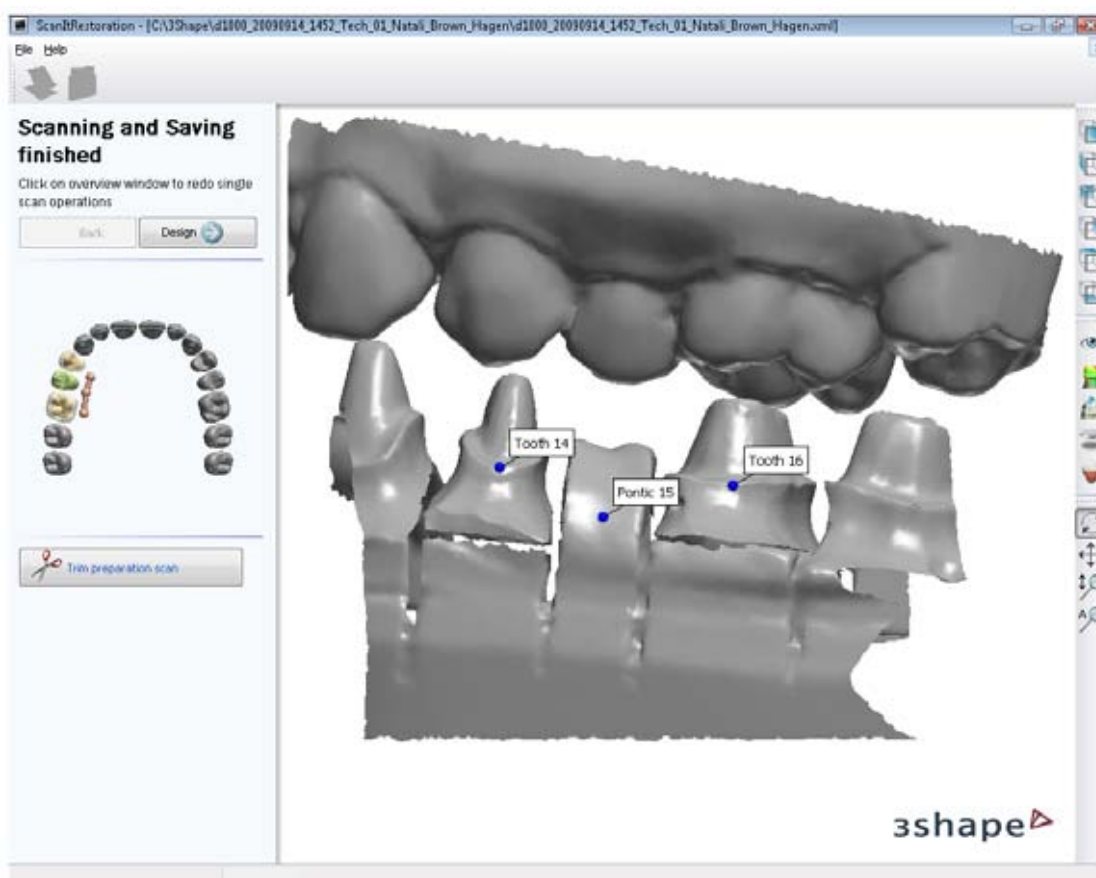 ScanItRestoration - [C:\3Shape\d1800_20090914_1452_Tech_01_Natali_Brown_Hagen\d1800_20090914_1452_Tech_01_Natali_Brown_Hagen.xml]
File Help
Scanning and Saving
finished
Click on overview window to redo single
scan operations
Back
Design
Trim preparation scan
Tooth 14
Tooth 16
Pontic 15
3shape